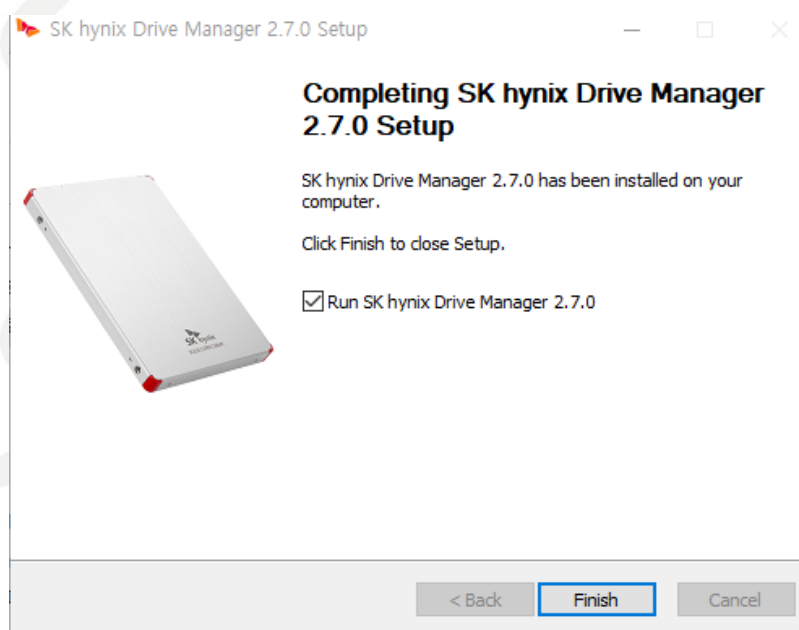 SK hynix Drive Manager 2.7.0 Setup
Completing SK hynix Drive Manager
2.7.0 Setup
SK hynix Drive Manager 2.7.0 has been installed on your
computer.
Click Finish to close Setup.
Run SK hynix Drive Manager 2.7.0
SK hynix
< Back
Finish
Cancel